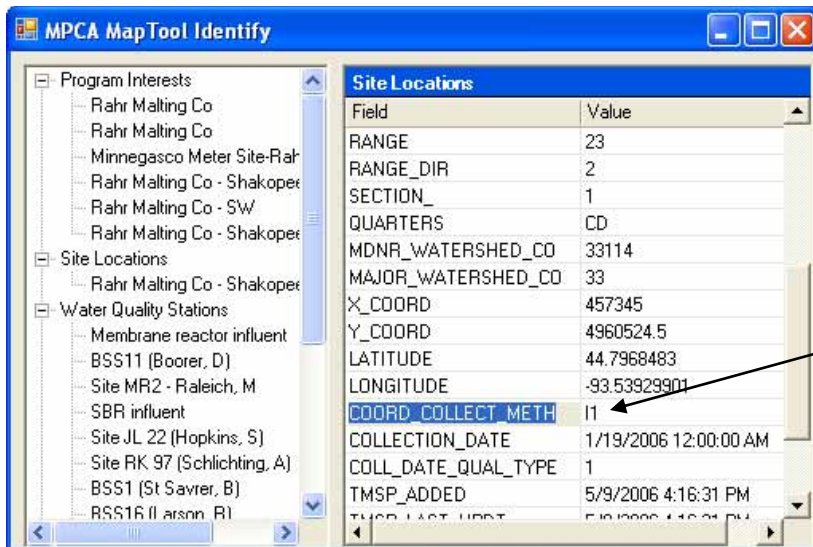 MPCA MapTool Identify
Program Interests
Rahr Malting Co
Rahr Malting Co
Minnegasco Meter Site-Rah
Rahr Malting Co - Shakopee
Rahr Malting Co - SW
Rahr Malting Co - Shakopee
Site Locations
Rahr Malting Co - Shakopee
Water Quality Stations
Membrane reactor influent
BSS11 (Boorer, D)
Site MR2 - Raleich, M
SBR influent
Site JL 22 (Hopkins, S)
Site RK 97 (Schlichting, A)
BSS1 (St Savrer, B)
BSS16 (Larson, R)
Site Locations
Field Value
RANGE 23
RANGE_DIR 2
SECTION_ 1
QUARTERS CD
MDNR_WATERSHED_CO 33114
MAJOR_WATERSHED_CO 33
X_COORD 457345
Y_COORD 4960524.5
LATITUDE 44.7968483
LONGITUDE -93.53929901
COORD_COLLECT_METH I1
COLLECTION_DATE 1/19/2006 12:00:00 AM
COLL_DATE_QUAL_TYPE 1
TMSP_ADDED 5/9/2006 4:16:31 PM